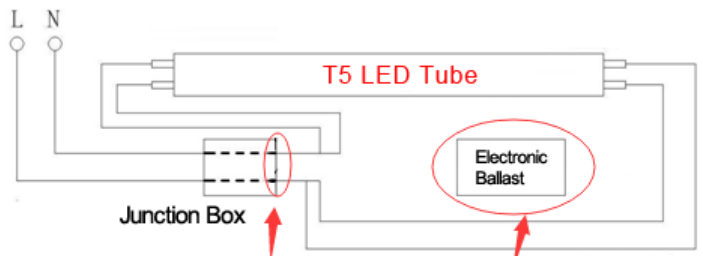 L N
T5 LED Tube
Electronic
Ballast
Junction Box